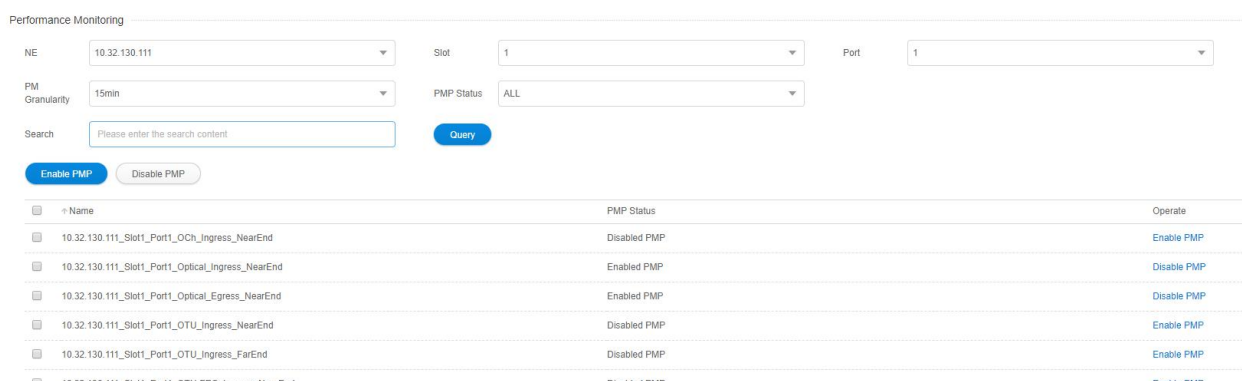 Performance Monitoring
NE 10.32.130.111 Slot 1 Port 1
PM Granularity 15min PMP Status ALL
Search Please enter the search content Query
Enable PMP Disable PMP
Name PMP Status Operate
10.32.130.111_Slot1_Port1_OCh_Ingress_NearEnd Disabled PMP Enable PMP
10.32.130.111_Slot1_Port1_Optical_Ingress_NearEnd Enabled PMP Disable PMP
10.32.130.111_Slot1_Port1_Optical_Egress_NearEnd Enabled PMP Disable PMP
10.32.130.111_Slot1_Port1_OTU_Ingress_NearEnd Disabled PMP Enable PMP
10.32.130.111_Slot1_Port1_OTU_Ingress_FarEnd Disabled PMP Enable PMP